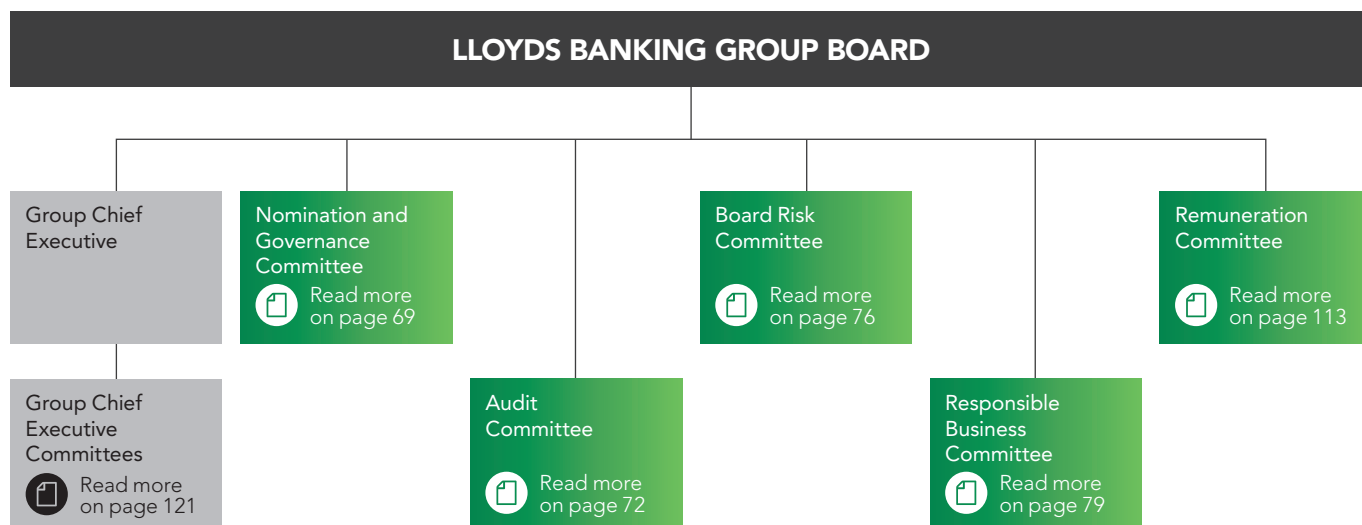 LLOYDS BANKING GROUP BOARD
Group Chief
Executive
Nomination and
Governance
Committee
Read more
on page 69
Board Risk
Committee
Read more
on page 76
Remuneration
Committee
Read more
on page 113
Group Chief
Executive
Committees
Read more
on page 121
Audit
Committee
Read more
on page 72
Responsible
Business
Committee
Read more
on page 79